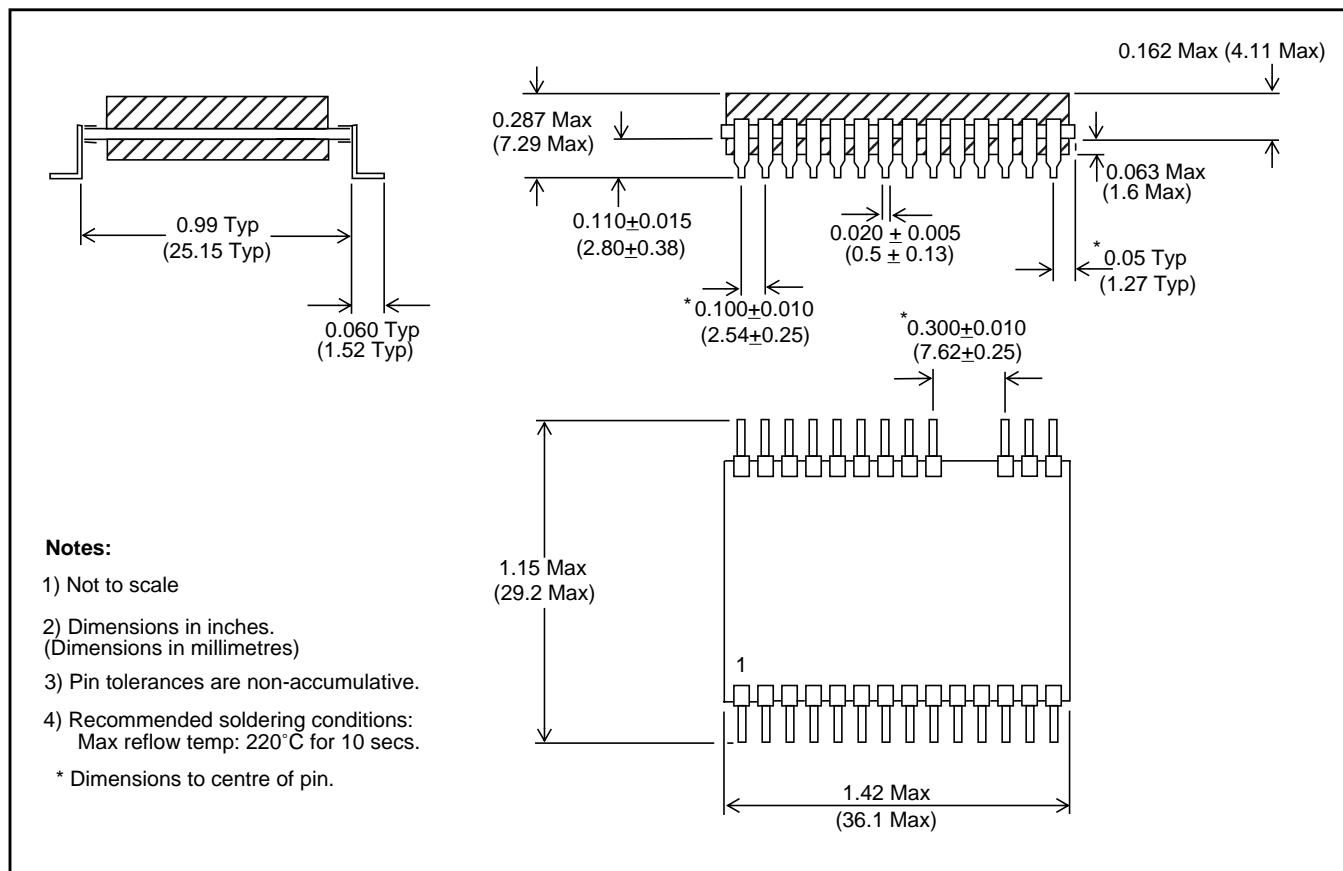 0.162 Max (4.11 Max)
0.287 Max
(7.29 Max)
0.063 Max
(1.6 Max)
0.99 Typ
(25.15 Typ)
0.110±0.015
(2.80±0.38)
0.020 ± 0.005
(0.5 ± 0.13)
*0.05 Typ
(1.27 Typ)
0.060 Typ
(1.52 Typ)
*0.100±0.010
(2.54±0.25)
*0.300±0.010
(7.62±0.25)
1.15 Max
(29.2 Max)
1
Notes:
1) Not to scale
2) Dimensions in inches.
(Dimensions in millimetres)
3) Pin tolerances are non-accumulative.
4) Recommended soldering conditions:
Max reflow temp: 220˚C for 10 secs.
* Dimensions to centre of pin.
1.42 Max
(36.1 Max)